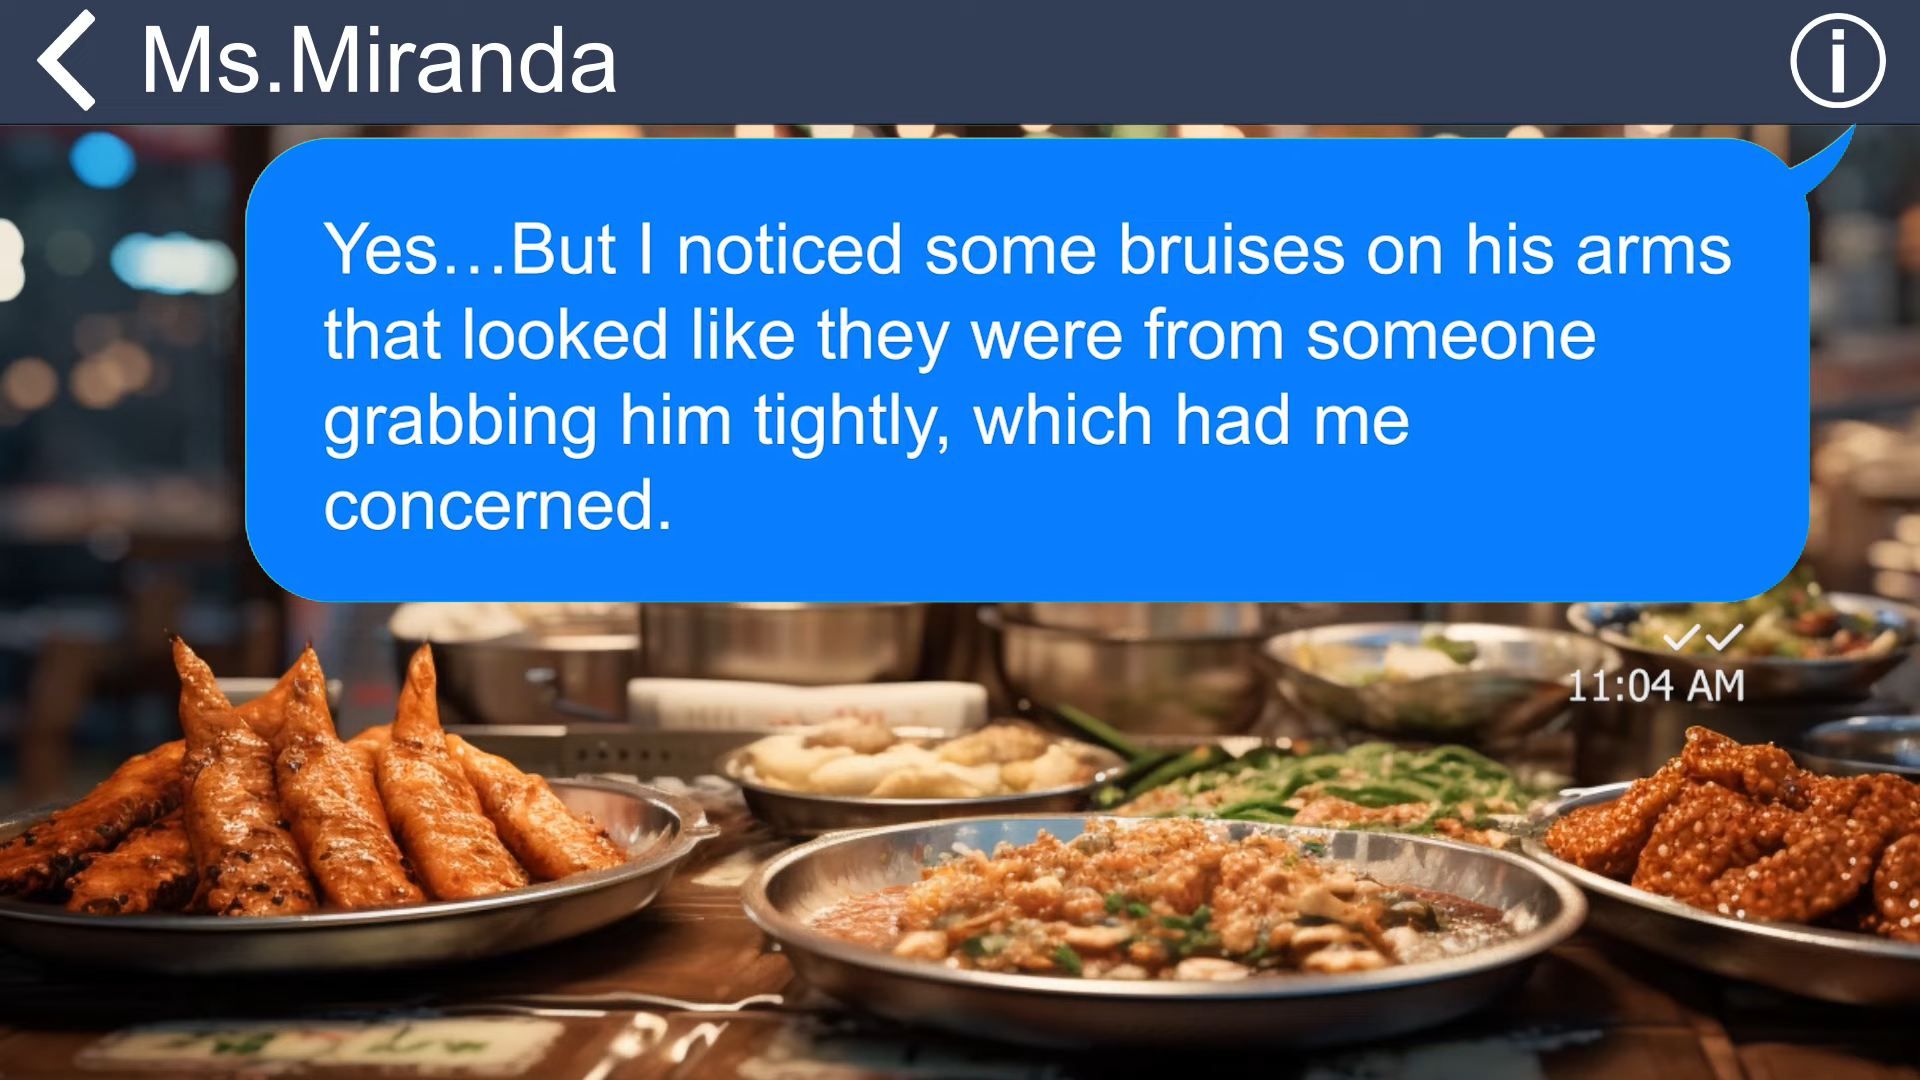 Ms.Miranda
Yes…But I noticed some bruises on his arms
that looked like they were from someone
grabbing him tightly, which had me
concerned.
11:04 AM